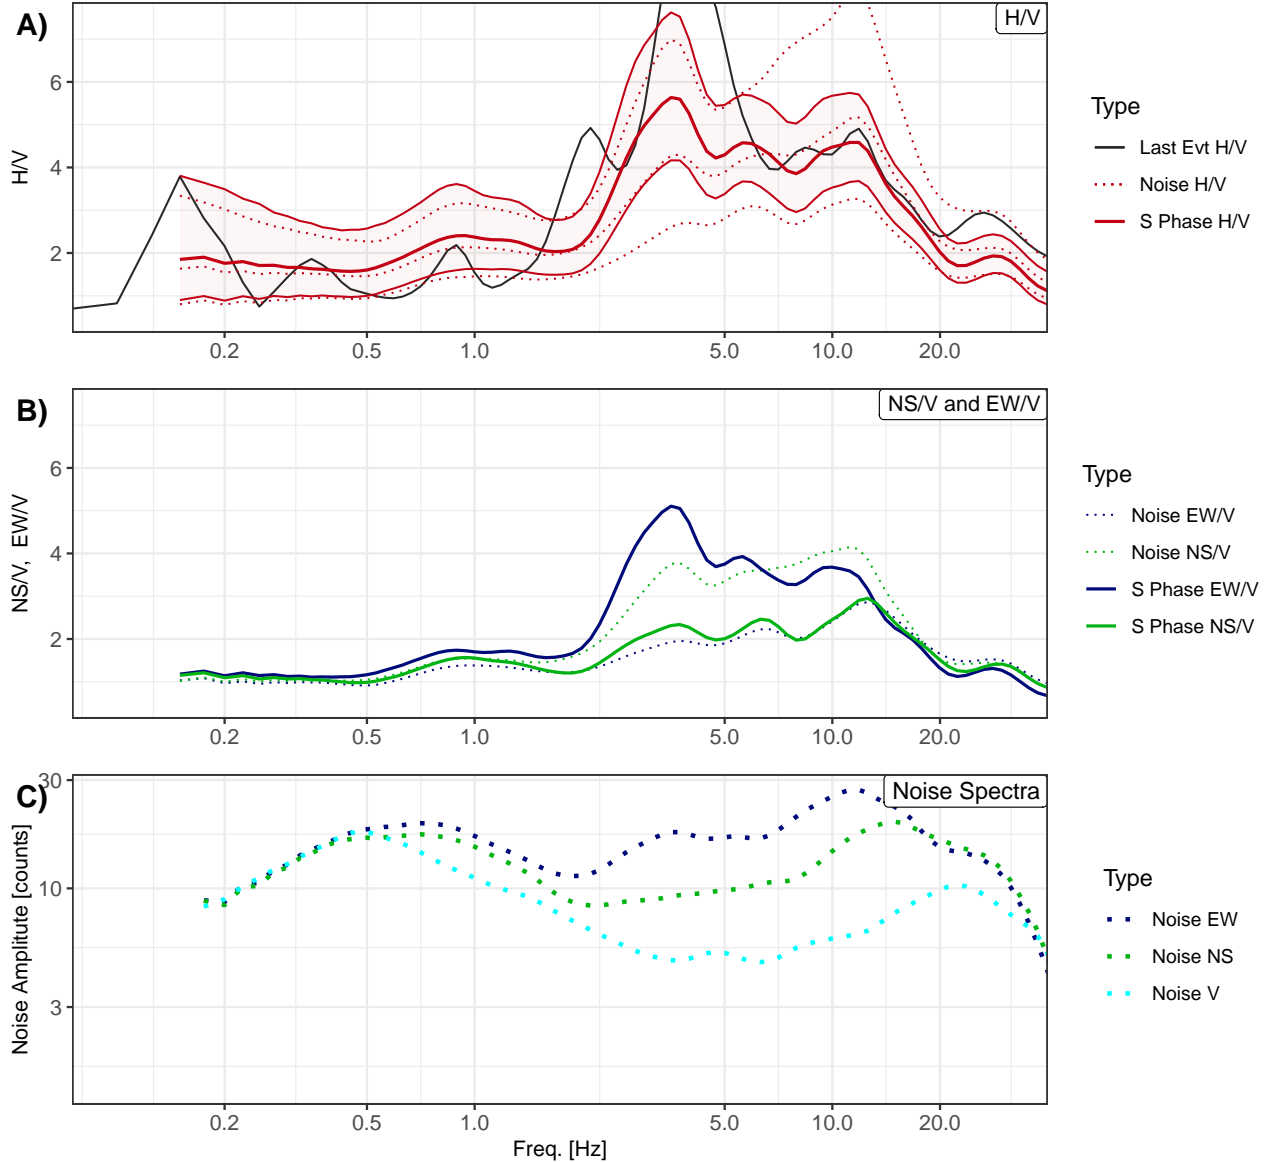 A)
H/V
H/V
6
4
2
0.2 0.5 1.0 5.0 10.0 20.0
Type
Last Evt H/V
Noise H/V
S Phase H/V
B)
NS/V and EW/V
NS/V, EW/V
6
4
2
0.2 0.5 1.0 5.0 10.0 20.0
Type
Noise EW/V
Noise NS/V
S Phase EW/V
S Phase NS/V
C)
Noise Spectra
Noise Amplitude [counts]
30
10
3
0.2 0.5 1.0 5.0 10.0 20.0
Freq. [Hz]
Type
Noise EW
Noise NS
Noise V